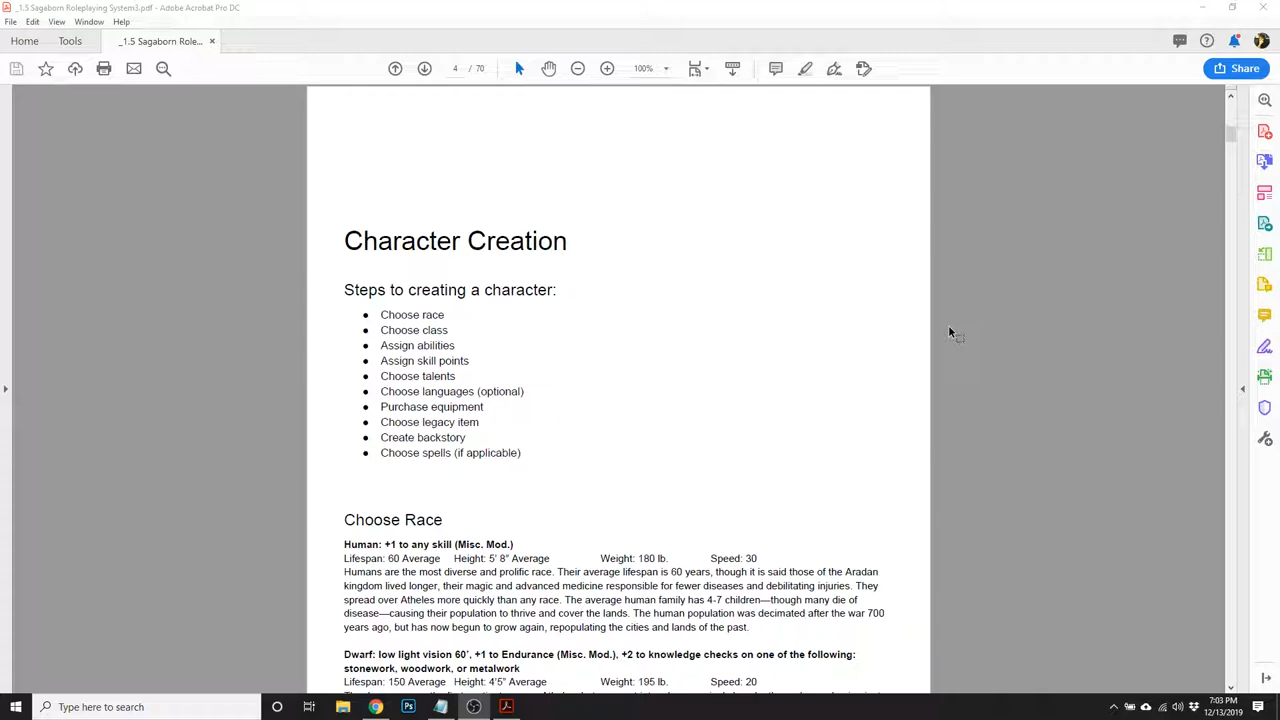 _1.5 Sagaborn Roleplaying System3.pdf - Adobe Acrobat Pro DC
File Edit View Window Help
Home Tools _1.5 Sagaborn Role... ×
4 / 70 100% Share
Character Creation
Steps to creating a character:
● Choose race
● Choose class
● Assign abilities
● Assign skill points
● Choose talents
● Choose languages (optional)
● Purchase equipment
● Choose legacy item
● Create backstory
● Choose spells (if applicable)
Choose Race
Human: +1 to any skill (Misc. Mod.)
Lifespan: 60 Average Height: 5' 8" Average Weight: 180 lb. Speed: 30
Humans are the most diverse and prolific race. Their average lifespan is 60 years, though it is said those of the Aradan
kingdom lived longer, their magic and advanced medicine responsible for fewer diseases and debilitating injuries. They
spread over Atheles more quickly than any race. The average human family has 4-7 children—though many die of
disease—causing their population to thrive and cover the lands. The human population was decimated after the war 700
years ago, but has now begun to grow again, repopulating the cities and lands of the past.
Dwarf: low light vision 60', +1 to Endurance (Misc. Mod.), +2 to knowledge checks on one of the following:
stonework, woodwork, or metalwork
Lifespan: 150 Average Height: 4'5" Average Weight: 195 lb. Speed: 20
Type here to search
7:03 PM
12/13/2019